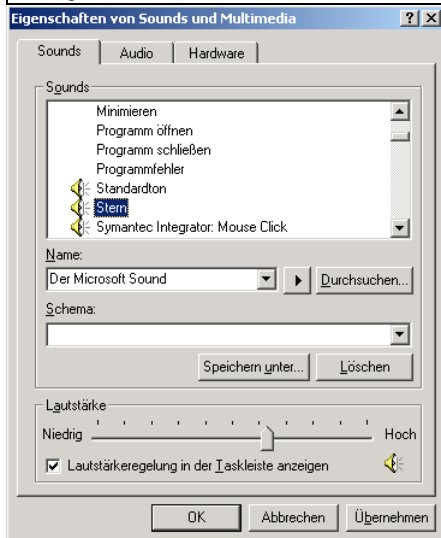 Eigenschaften von Sounds und Multimedia
Sounds Audio Hardware
Sounds
Minimieren
Programm öffnen
Programm schließen
Programmfehler
Standardton
Stern
Symantec Integrator: Mouse Click
Name:
Der Microsoft Sound Durchsuchen...
Schema:
Speichern unter... Löschen
Lautstärke
Niedrig Hoch
Lautstärkeregelung in der Taskleiste anzeigen
OK Abbrechen Übernehmen